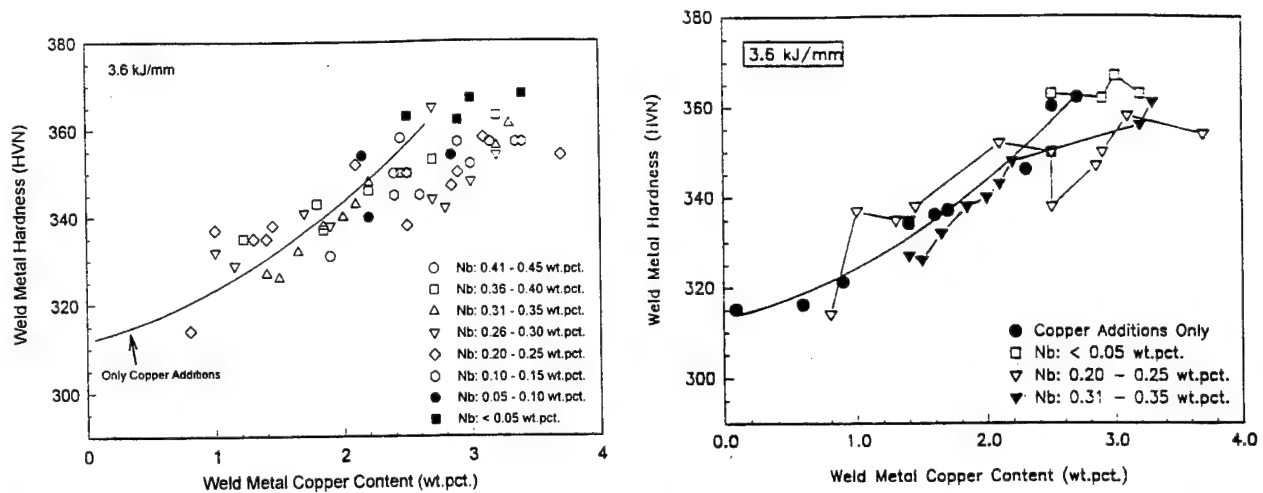 380
360
340
320
300
Weld Metal Hardness (HVN)
3.6 kJ/mm
Only Copper Additions
Nb: 0.41 - 0.45 wt.pct.
Nb: 0.36 - 0.40 wt.pct.
Nb: 0.31 - 0.35 wt.pct.
Nb: 0.26 - 0.30 wt.pct.
Nb: 0.20 - 0.25 wt.pct.
Nb: 0.10 - 0.15 wt.pct.
Nb: 0.05 - 0.10 wt.pct.
Nb: < 0.05 wt.pct.
0 1 2 3 4
Weld Metal Copper Content (wt.pct.)
380
360
340
320
300
Weld Metal Hardness (HVN)
3.6 kJ/mm
Copper Additions Only
Nb: < 0.05 wt.pct.
Nb: 0.20 - 0.25 wt.pct.
Nb: 0.31 - 0.35 wt.pct.
0.0 1.0 2.0 3.0 4.0
Weld Metal Copper Content (wt.pct.)